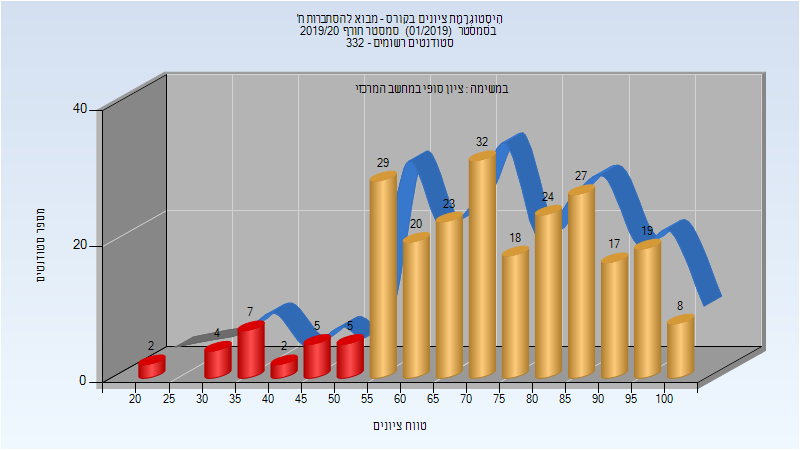 היסטוגרמת ציונים בקורס - מבוא להסתברות ח'
בסמסטר (01/2019) סמסטר חורף 2019/20
סטודנטים רשומים - 332
במשימה : ציון סופי במחשב המרכזי
מספר סטודנטים
40
20
0
2
4
7
2
5
5
29
20
23
32
18
24
27
17
19
8
20 25 30 35 40 45 50 55 60 65 70 75 80 85 90 95 100
טווח ציונים